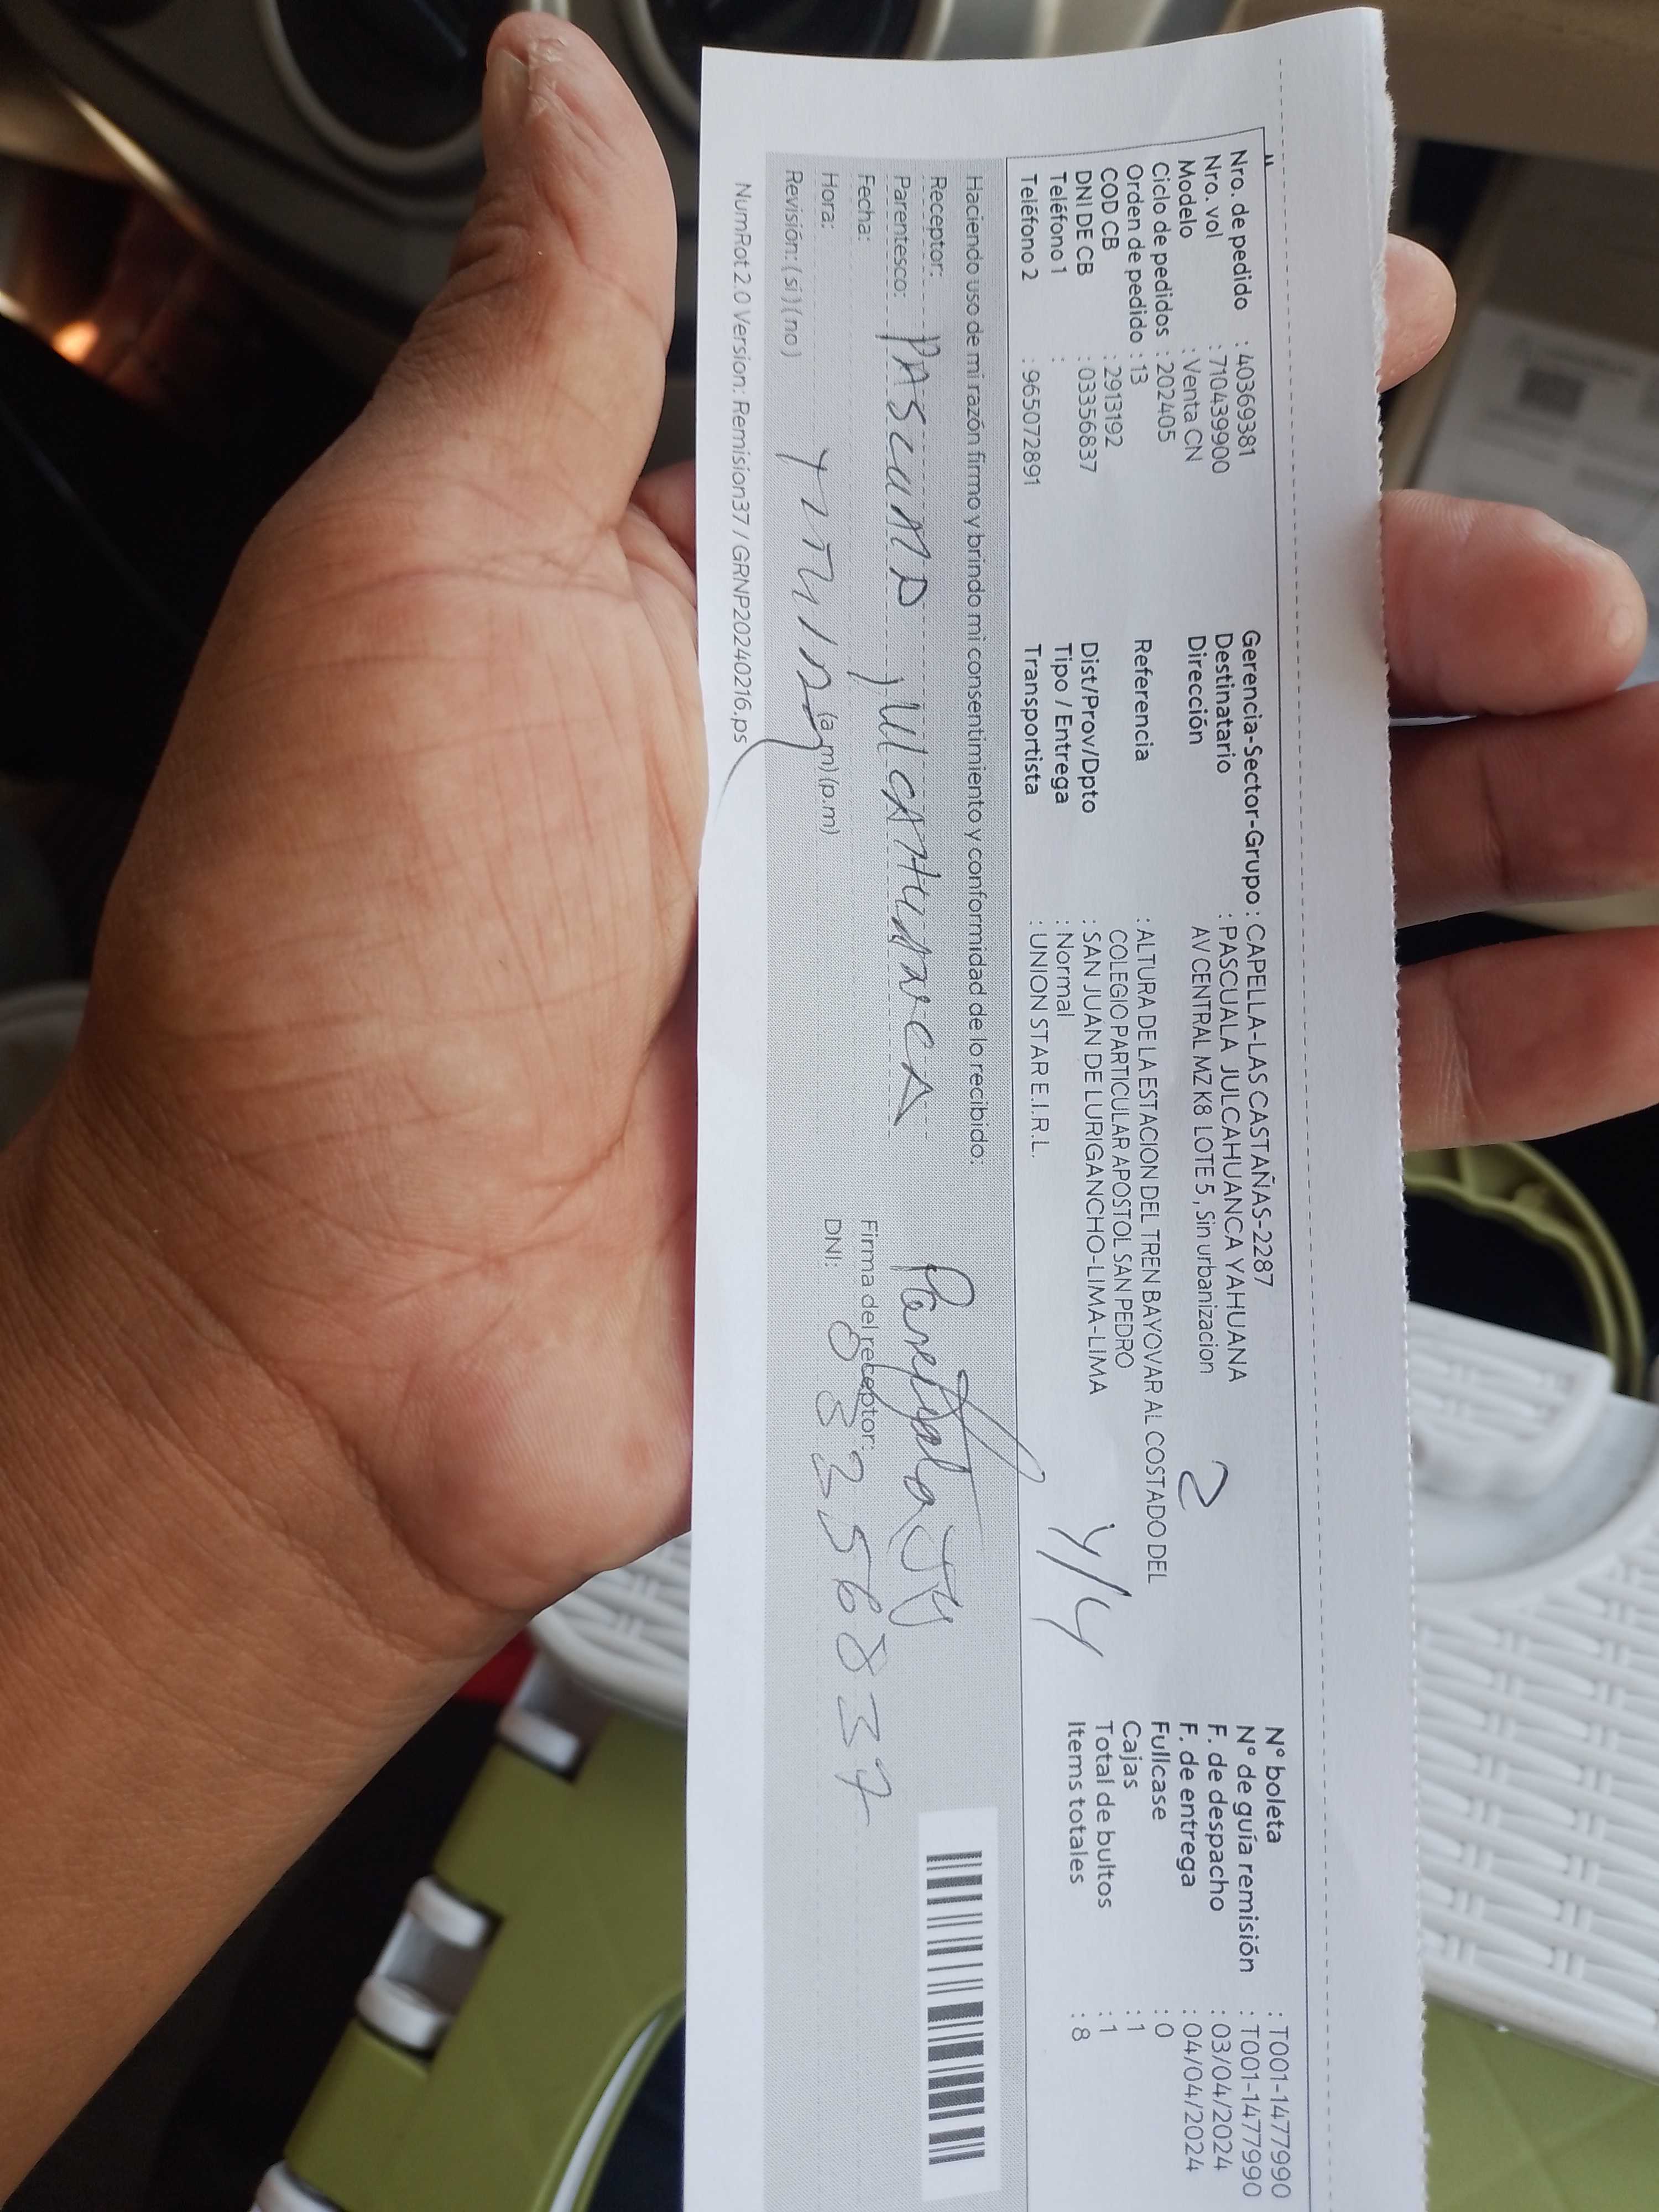 Nro. de pedido : 40369381
Nro. vol : 710439900
Modelo : Venta CN
Ciclo de pedidos : 202405
Orden de pedido : 13
COD CB : 2913192
DNI DE CB : 03356837
Teléfono 1 :
Teléfono 2 : 965072891
Gerencia-Sector-Grupo : CAPELLA-LAS CASTAÑAS-2287
Destinatario : PASCUALA JULCAHUANCA YAHUANA
Dirección AV CENTRAL MZ K8 LOTE 5 , Sin urbanizacion
Referencia : ALTURA DE LA ESTACION DEL TREN BAYOVAR AL COSTADO DEL
COLEGIO PARTICULAR APOSTOL SAN PEDRO
Dist/Prov/Dpto : SAN JUAN DE LURIGANCHO-LIMA-LIMA
Tipo / Entrega : Normal
Transportista : UNION STAR E.I.R.L.
2
4/4
N° boleta : T001-1477990
N° de guía remisión : T001-1477990
F. de despacho : 03/04/2024
F. de entrega : 04/04/2024
Fullcase : 0
Cajas : 1
Total de bultos : 1
Items totales : 8
Haciendo uso de mi razón firmo y brindo mi consentimiento y conformidad de lo recibido:
Receptor:
Parentesco: PASCUALA JULCAHUANCA
Fecha:
Hora: (a.m) (p.m)
Revisión: (si) (no)
Firma del receptor:
DNI: 03356837
NumRot 2.0 Version: Remision37 / GRNP20240216.ps